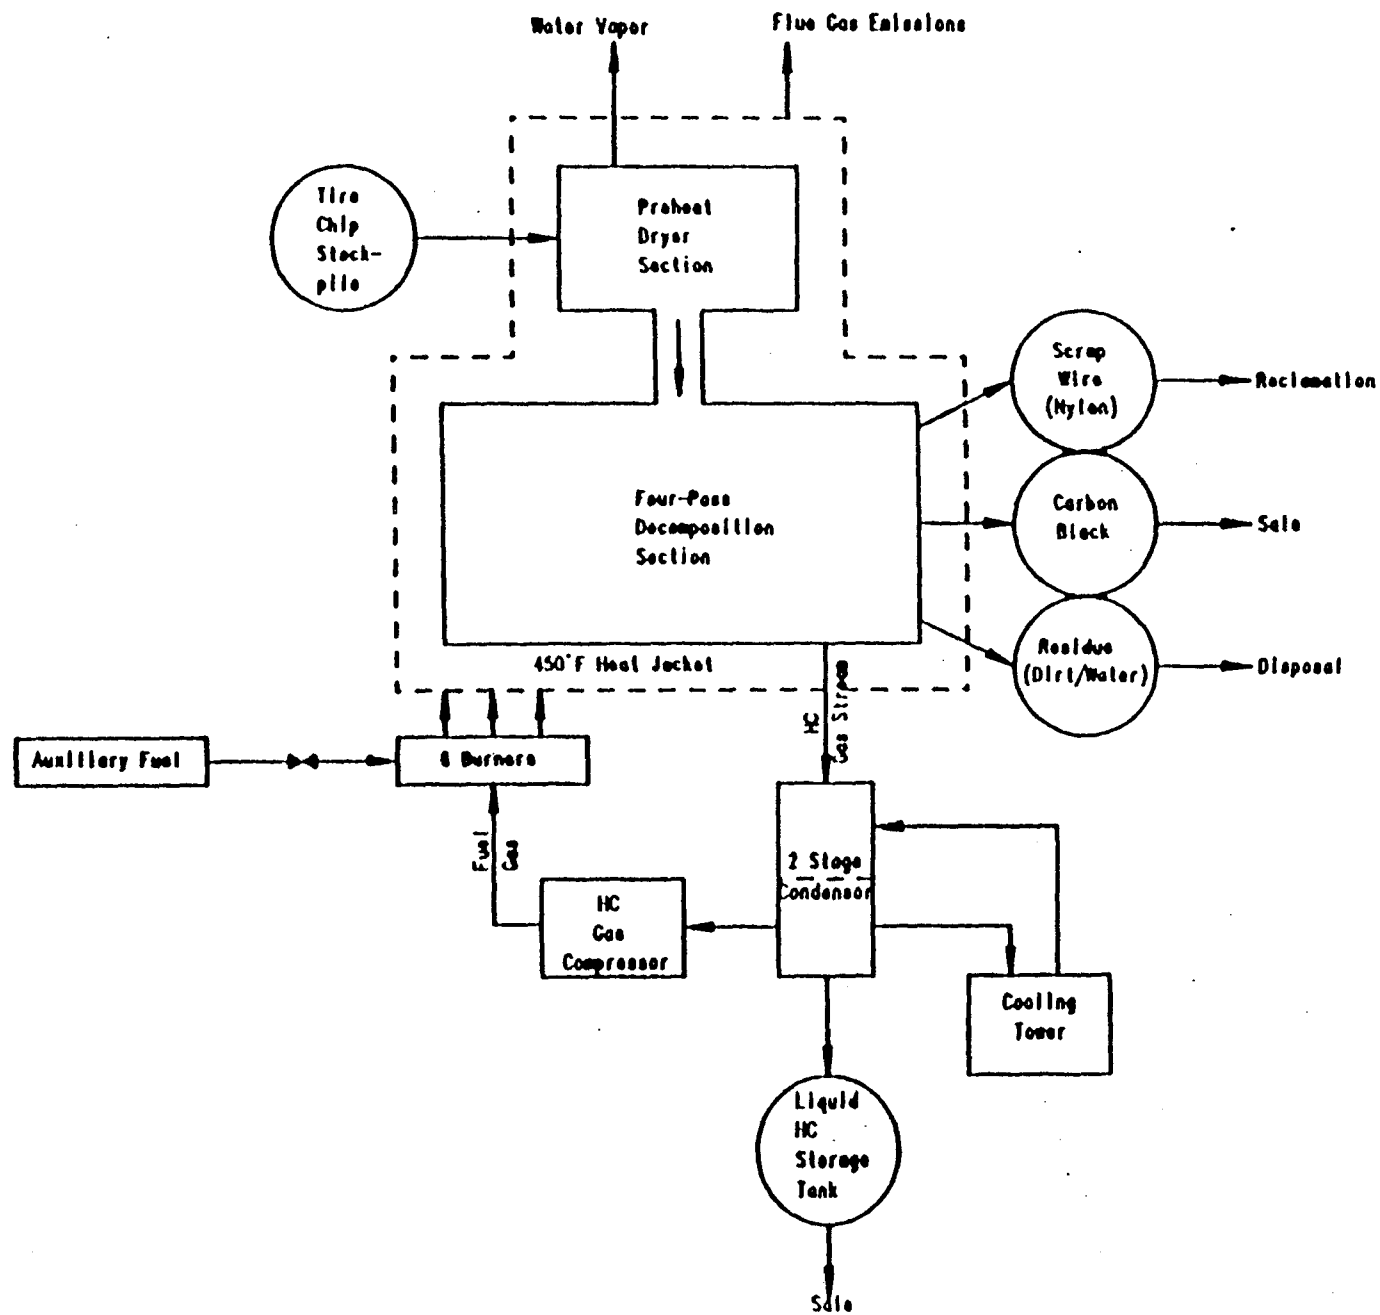 Water Vapor
Flue Gas Emissions
Tire
Chip
Stock-
pile
Preheat
Dryer
Section
Scrap
Wire
(Nylon)
Reclamation
Four-Pass
Decomposition
Section
Carbon
Black
Sale
Residue
(Dirt/Water)
Disposal
450°F Heat Jacket
HC
Gas Stream
Auxiliary Fuel
Burners
Fuel
Gas
2 Stage
Condensor
HC
Gas
Compressor
Cooling
Tower
Liquid
HC
Storage
Tank
Sale